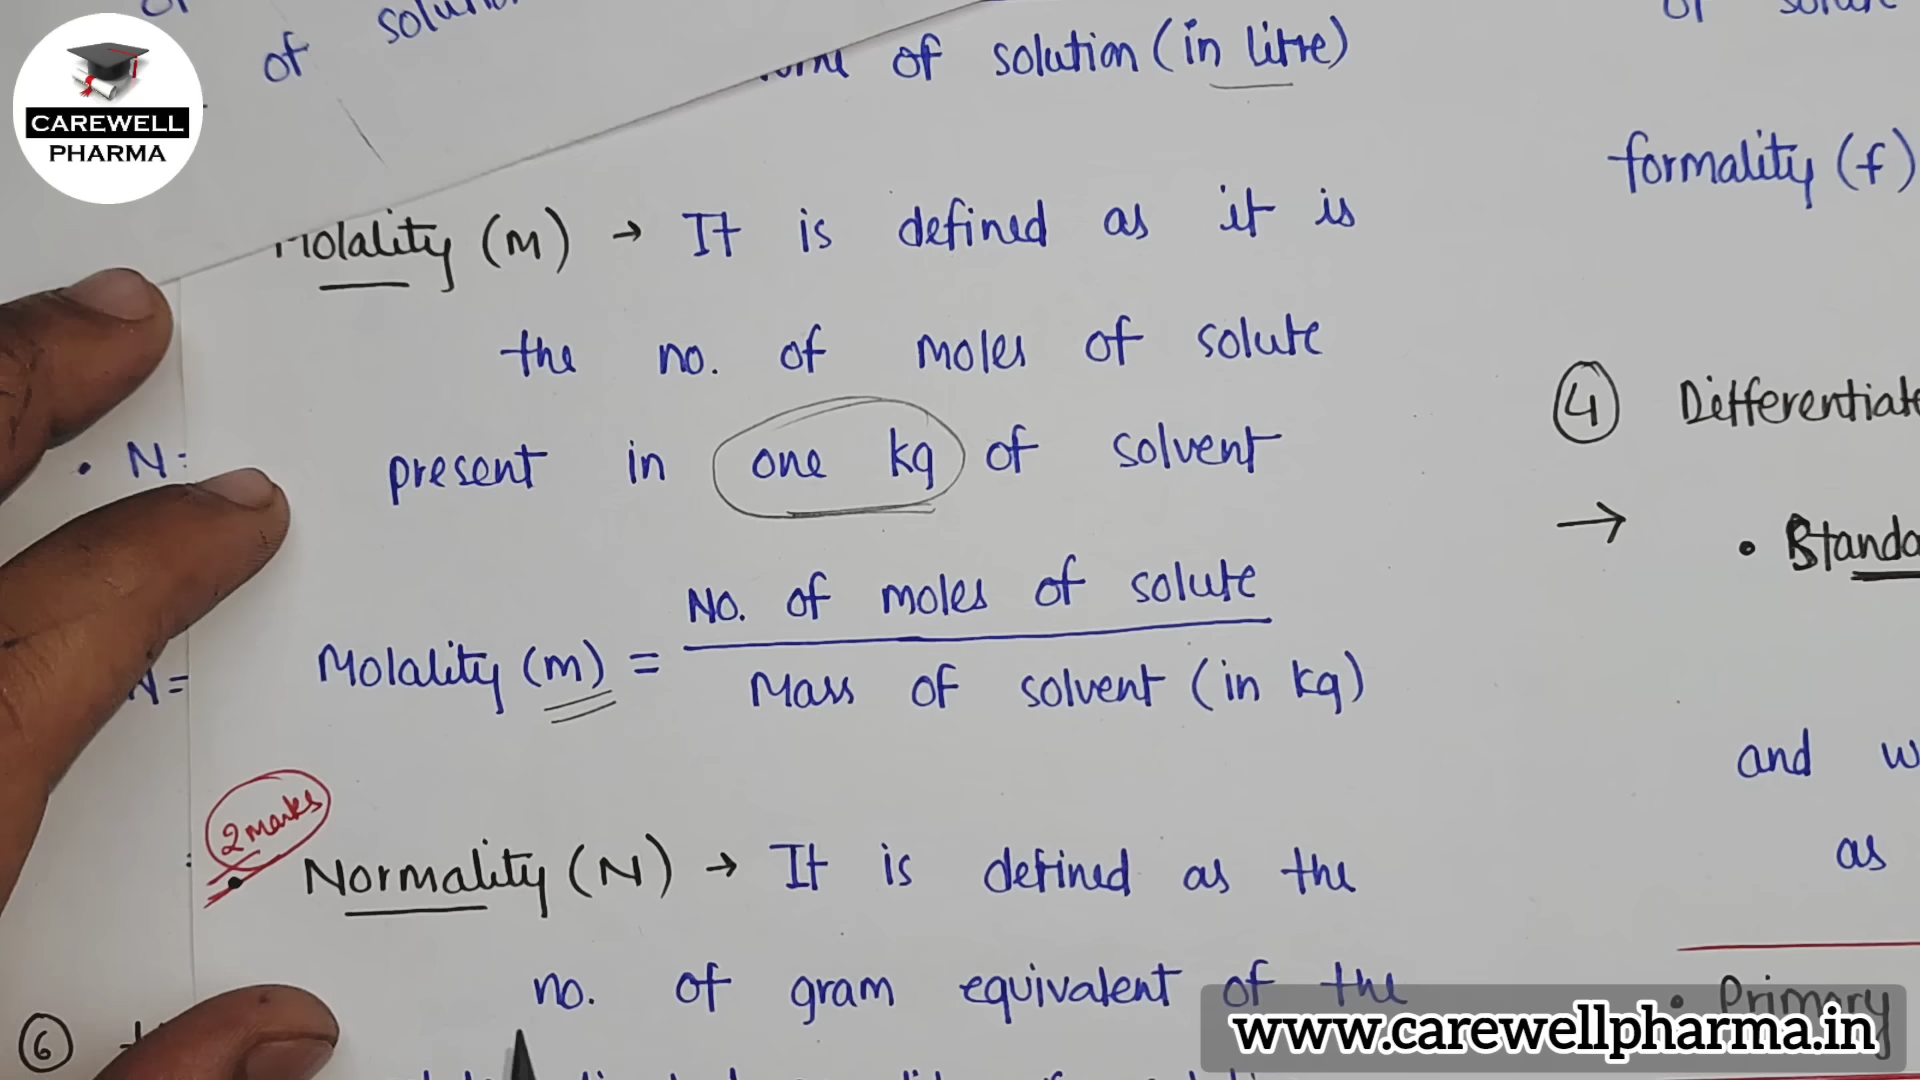 CAREWELL
PHARMA
of
of solution (in litre)
of
formality (f)
Molality (m) → It is defined as it is
the no. of moles of solute
present in one kg of solvent
No. of moles of solute
Molality (m) =
Mass of solvent (in kg)
2 marks
• Normality (N) → It is defined as the
no. of gram equivalent of the
• N=
N=
6
4 Differentiate
→ • Standa
and w
as
• Primary
www.carewellpharma.in